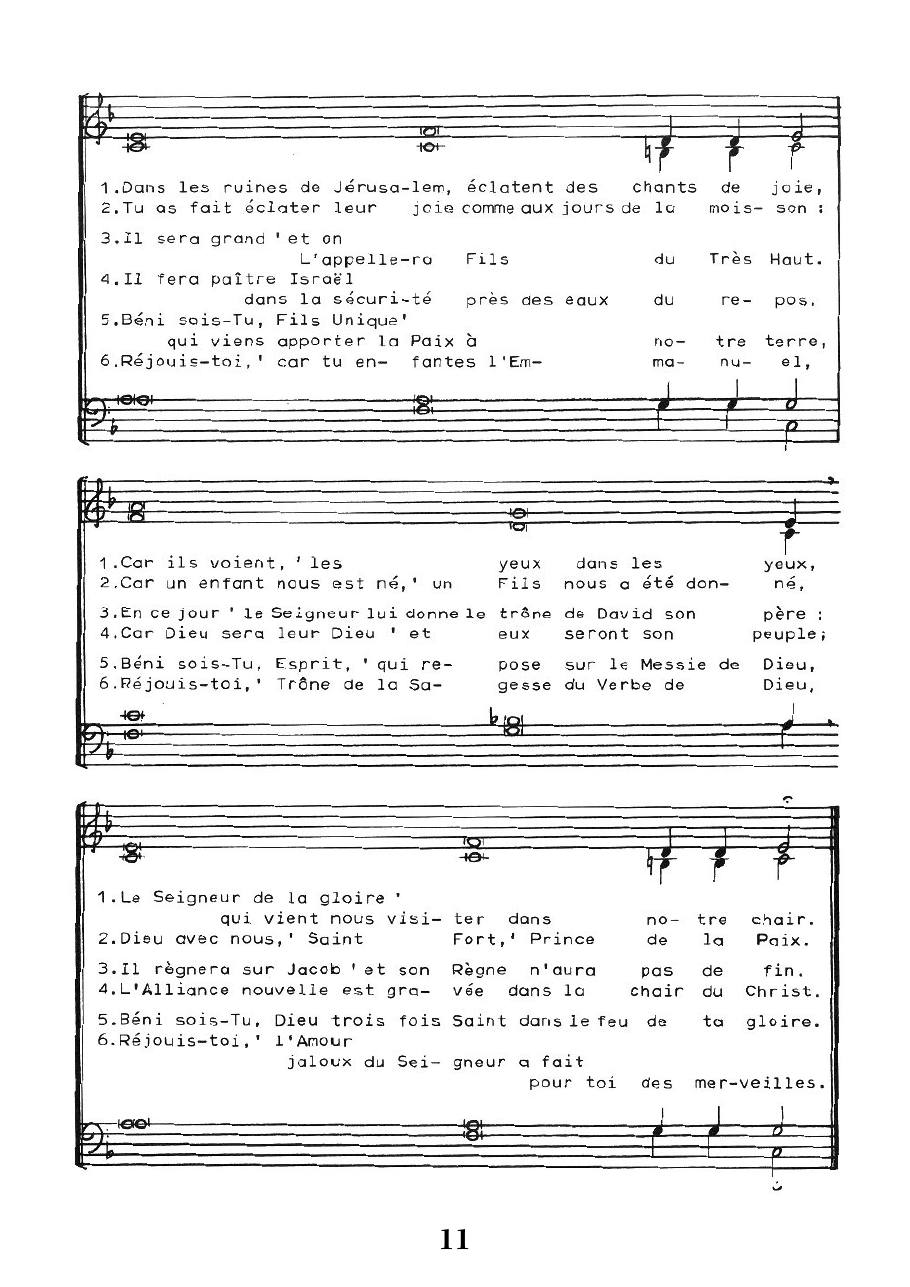 1.Dans les ruines de Jérusa-lem, éclatent des chants de joie,
2.Tu as fait éclater leur joie comme aux jours de la mois- son :
3.Il sera grand ' et on
L'appelle-ra Fils du Très Haut.
4.Il fera paître Israël
dans la sécuri-té près des eaux du re- pos.
5.Béni sois-Tu, Fils Unique'
qui viens apporter la Paix à no- tre terre,
6.Réjouis-toi,' car tu en- fantes l'Em- ma- nu- el,
1.Car ils voient, ' les yeux dans les yeux,
2.Car un enfant nous est né,' un Fils nous a été don- né,
3.En ce jour ' le Seigneur lui donne le trône de David son père :
4.Car Dieu sera leur Dieu ' et eux seront son peuple;
5.Béni sois-Tu, Esprit, ' qui re- pose sur le Messie de Dieu,
6.Réjouis-toi,' Trône de la Sa- gesse du Verbe de Dieu,
1.Le Seigneur de la gloire '
qui vient nous visi- ter dans no- tre chair.
2.Dieu avec nous,' Saint Fort,' Prince de la Paix.
3.Il règnera sur Jacob ' et son Règne n'aura pas de fin.
4.L'Alliance nouvelle est gra- vée dans la chair du Christ.
5.Béni sois-Tu, Dieu trois fois Saint dans le feu de ta gloire.
6.Réjouis-toi,' l'Amour
jaloux du Sei- gneur a fait
pour toi des mer-veilles.
11